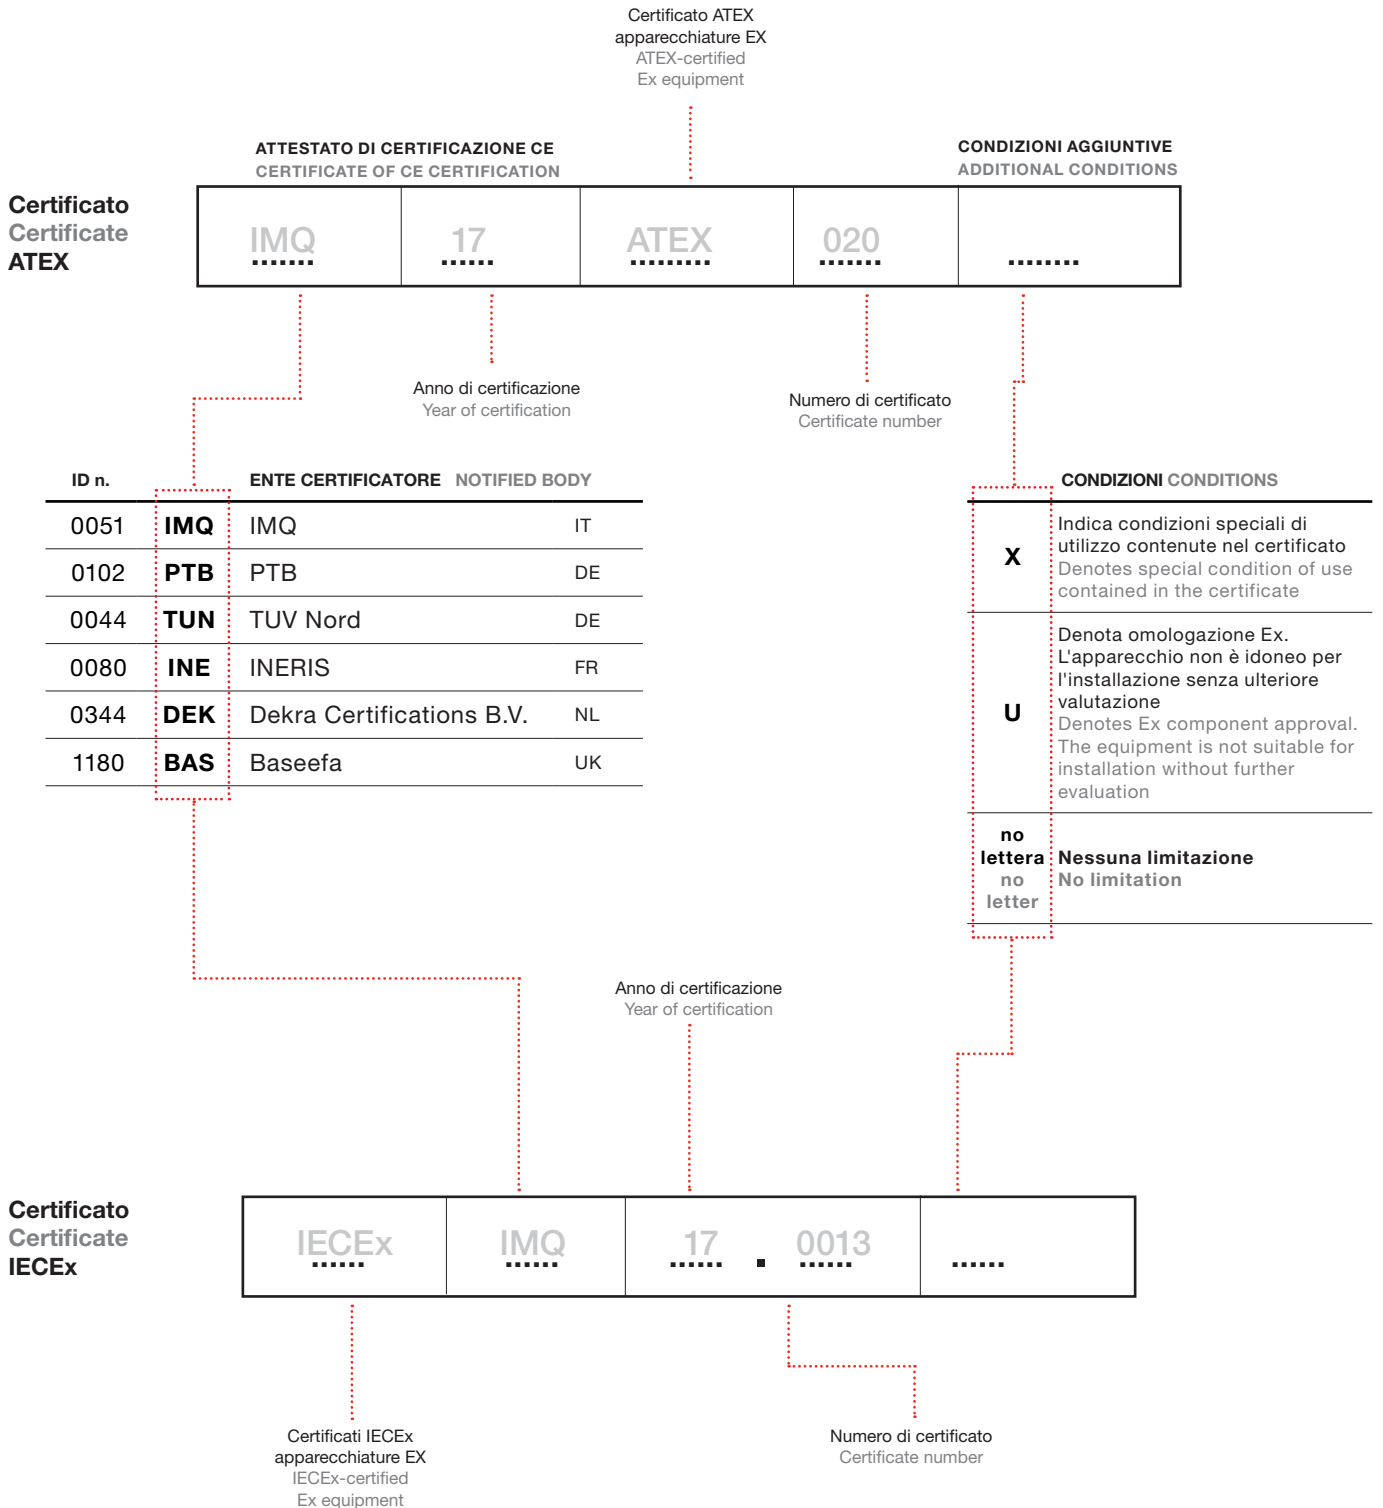 Certificato ATEX
apparecchiature EX
ATEX-certified
Ex equipment
ATTESTATO DI CERTIFICAZIONE CE
CERTIFICATE OF CE CERTIFICATION
CONDIZIONI AGGIUNTIVE
ADDITIONAL CONDITIONS
Certificato
Certificate
ATEX
IMQ 17 ATEX 020 ........
Anno di certificazione
Year of certification
Numero di certificato
Certificate number
ID n. ENTE CERTIFICATORE NOTIFIED BODY
0051 IMQ IMQ IT
0102 PTB PTB DE
0044 TUN TUV Nord DE
0080 INE INERIS FR
0344 DEK Dekra Certifications B.V. NL
1180 BAS Baseefa UK
CONDIZIONI CONDITIONS
X
Indica condizioni speciali di
utilizzo contenute nel certificato
Denotes special condition of use
contained in the certificate
U
Denota omologazione Ex.
L'apparecchio non è idoneo per
l'installazione senza ulteriore
valutazione
Denotes Ex component approval.
The equipment is not suitable for
installation without further
evaluation
no
lettera
no
letter
Nessuna limitazione
No limitation
Anno di certificazione
Year of certification
Certificato
Certificate
IECEx
IECEx IMQ 17 . 0013 ......
Certificati IECEx
apparecchiature EX
IECEx-certified
Ex equipment
Numero di certificato
Certificate number